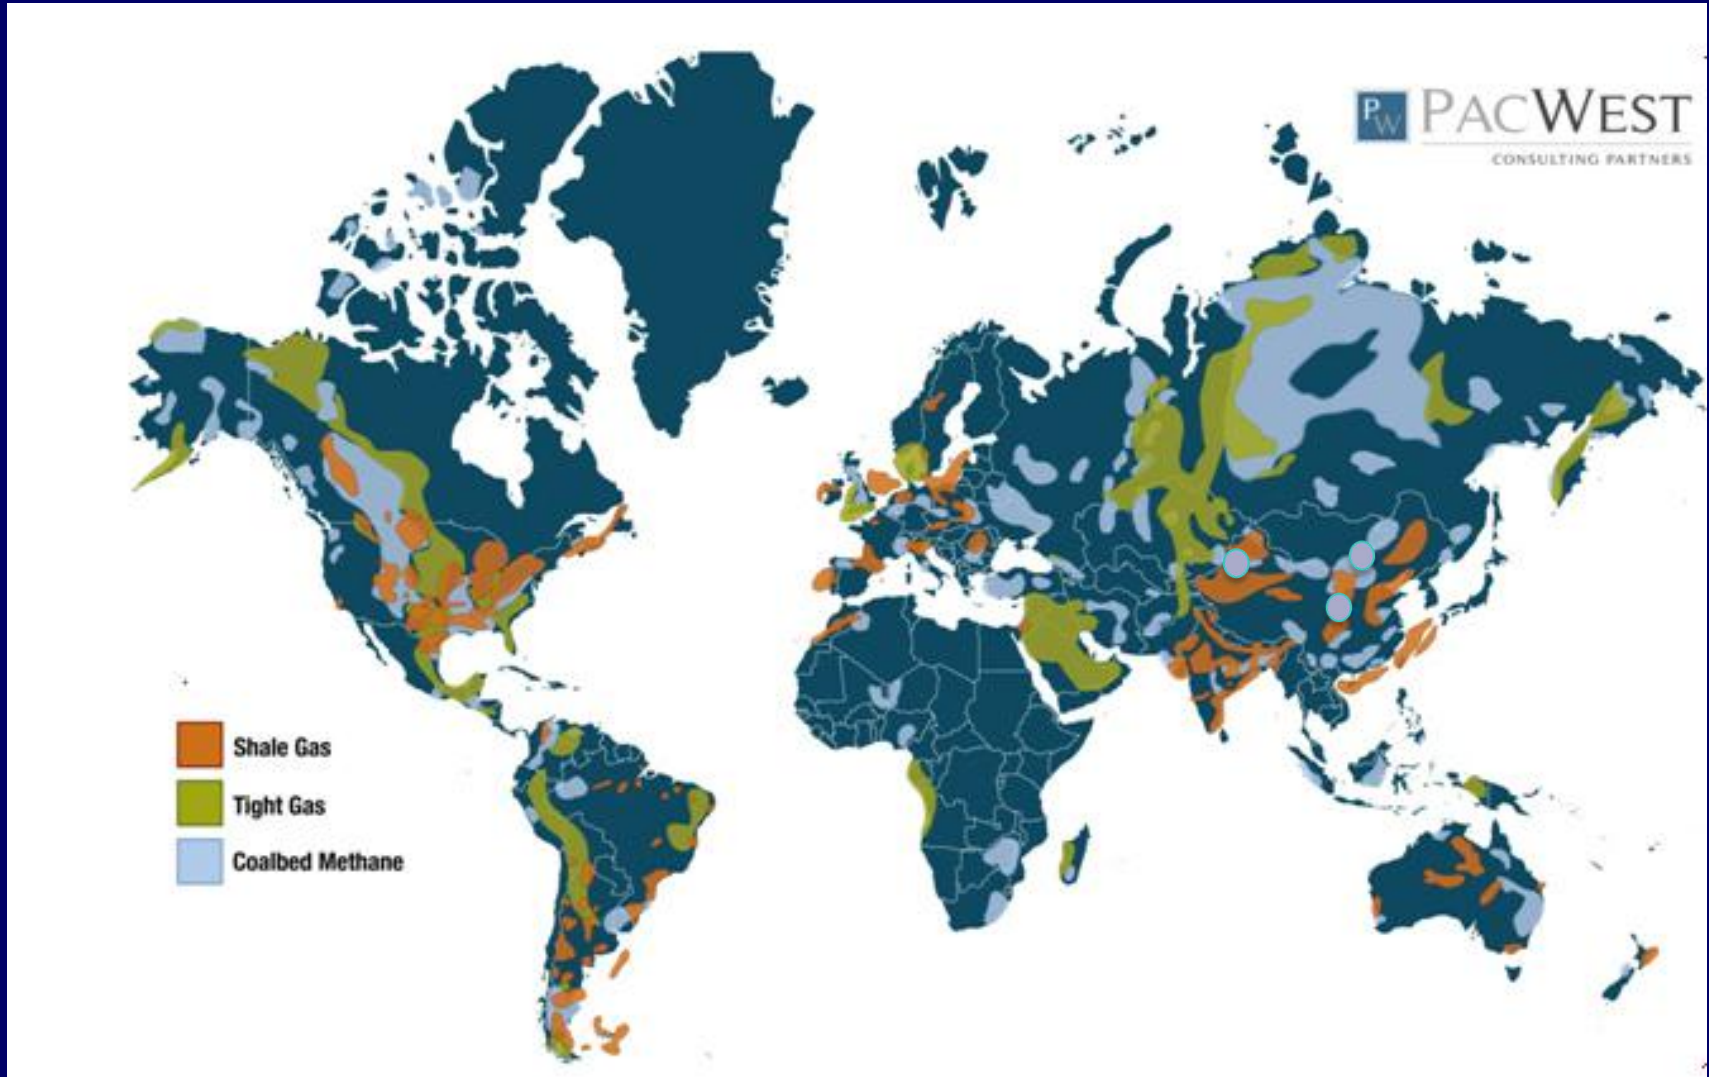 PW PACWEST
CONSULTING PARTNERS
Shale Gas
Tight Gas
Coalbed Methane